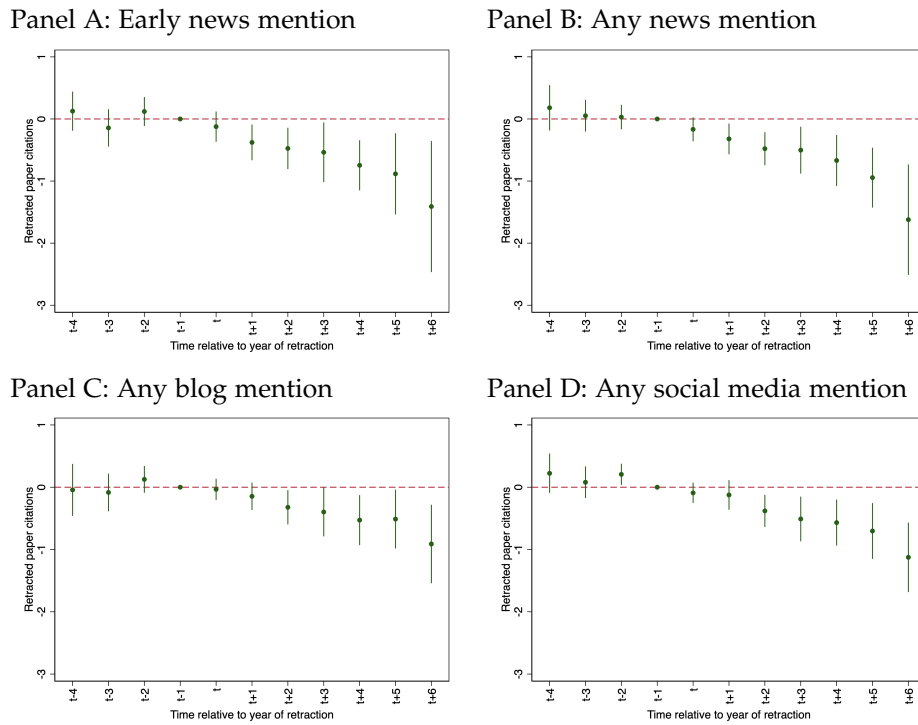 Panel A: Early news mention
1
0
-1
-2
-3
Retracted paper citations
t-4 t-3 t-2 t-1 t t+1 t+2 t+3 t+4 t+5 t+6
Time relative to year of retraction
Panel B: Any news mention
1
0
-1
-2
-3
Retracted paper citations
t-4 t-3 t-2 t-1 t t+1 t+2 t+3 t+4 t+5 t+6
Time relative to year of retraction
Panel C: Any blog mention
1
0
-1
-2
-3
Retracted paper citations
t-4 t-3 t-2 t-1 t t+1 t+2 t+3 t+4 t+5 t+6
Time relative to year of retraction
Panel D: Any social media mention
1
0
-1
-2
-3
Retracted paper citations
t-4 t-3 t-2 t-1 t t+1 t+2 t+3 t+4 t+5 t+6
Time relative to year of retraction